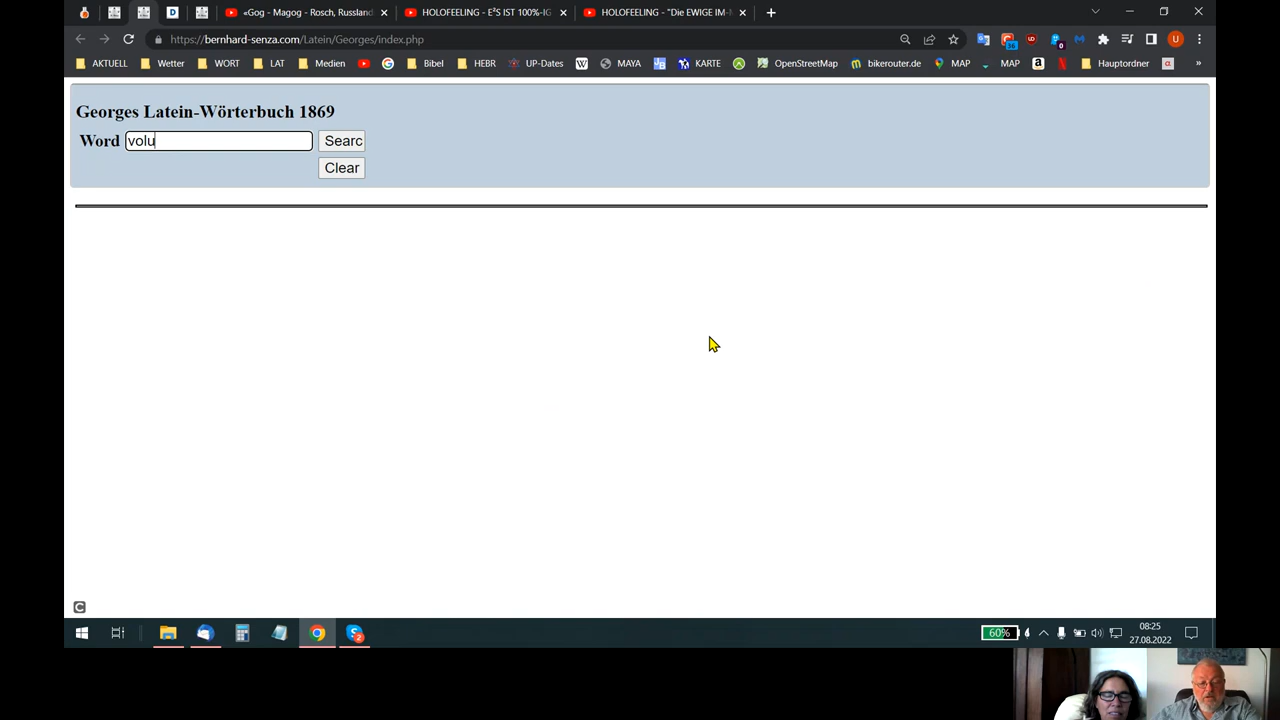 «Gog - Magog - Rosch, Russland
HOLOFEELING - E³S IST 100%-IG
HOLOFEELING - "Die EWIGE IM-
https://bernhard-senza.com/Latein/Georges/index.php
36
0
U
AKTUELL
Wetter
WORT
LAT
Medien
Bibel
HEBR
UP-Dates
MAYA
KARTE
OpenStreetMap
bikerouter.de
MAP
MAP
Hauptordner
»
Georges Latein-Wörterbuch 1869
Word volu Searc
Clear
60%
08:25
27.08.2022